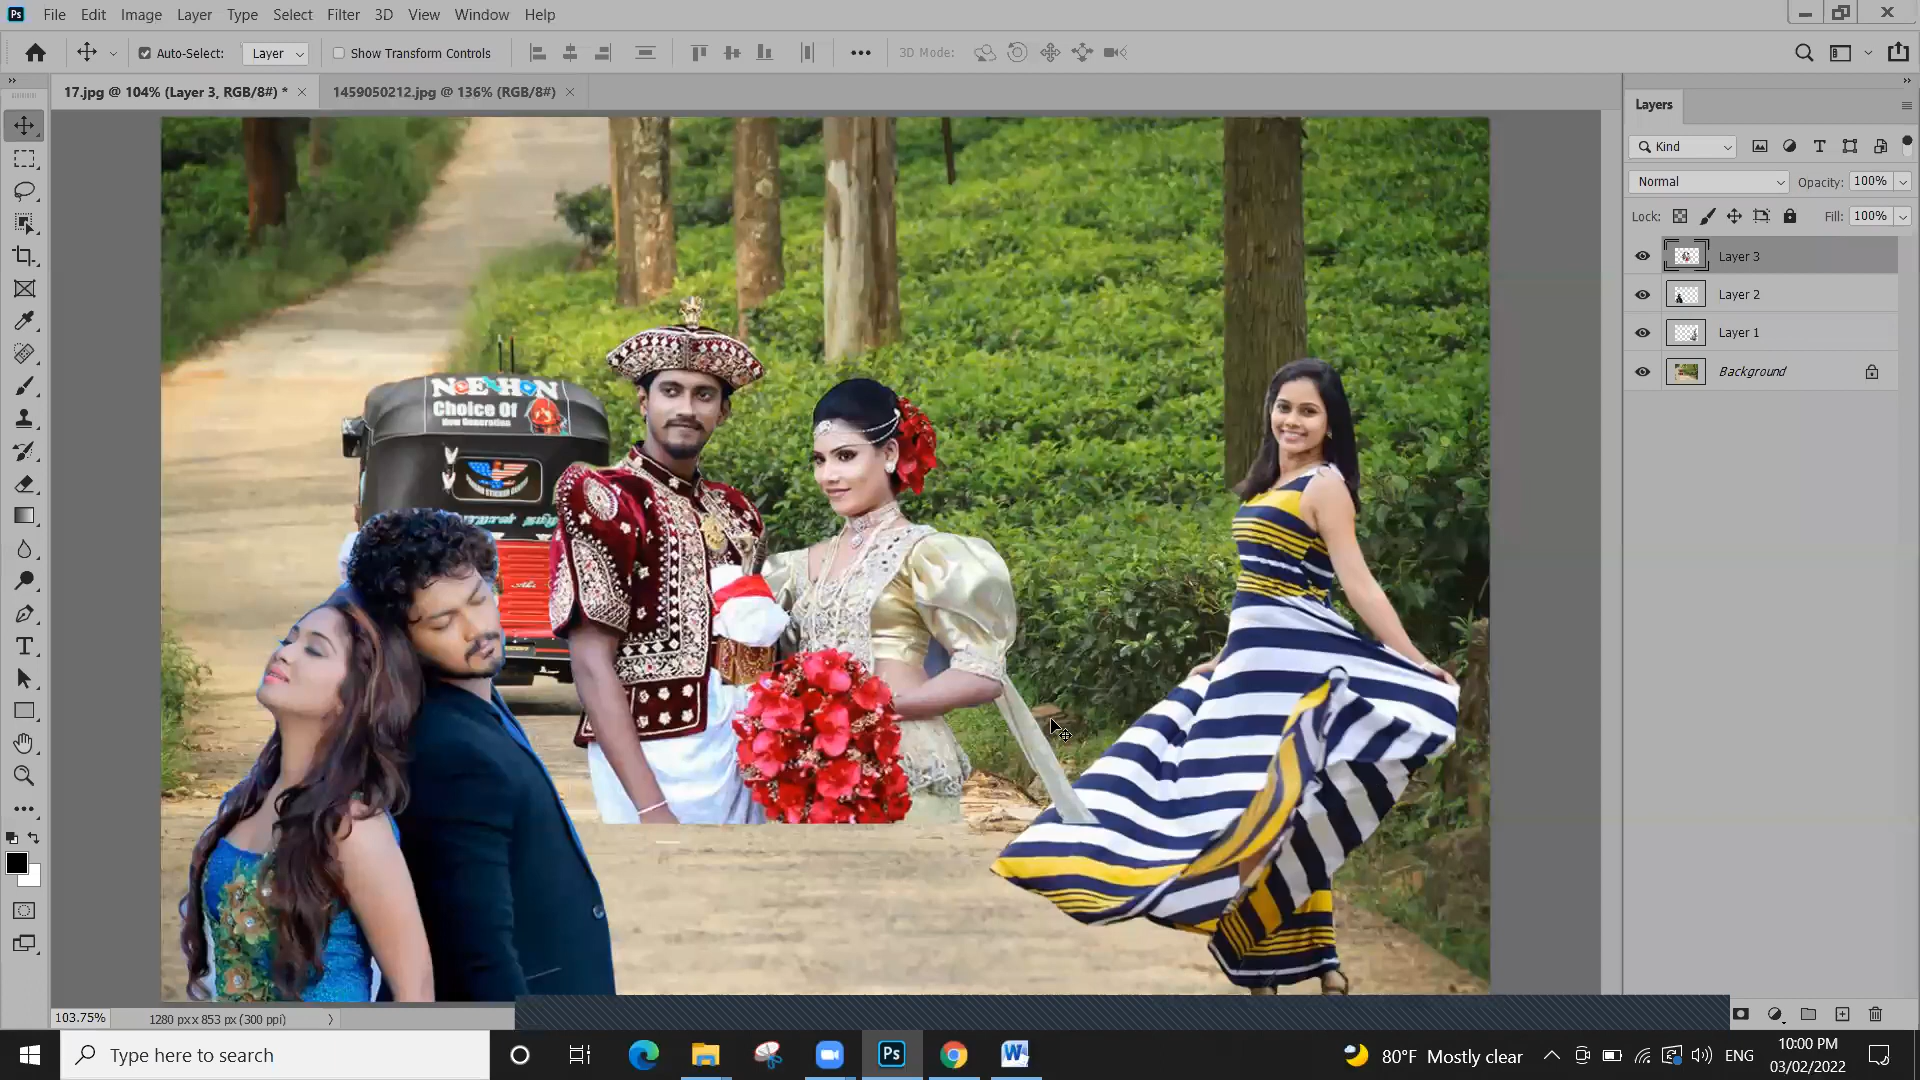 File Edit Image Layer Type Select Filter 3D View Window Help
Auto-Select: Layer Show Transform Controls 3D Mode:
17.jpg @ 104% (Layer 3, RGB/8#) * 1459050212.jpg @ 136% (RGB/8#)
Layers
Kind
Normal Opacity: 100%
Lock: Fill: 100%
Layer 3
Layer 2
Layer 1
Background
Choice Of
New Generation
103.75% 1280 px x 853 px (300 ppi)
Type here to search
80°F Mostly clear ENG
10:00 PM
03/02/2022